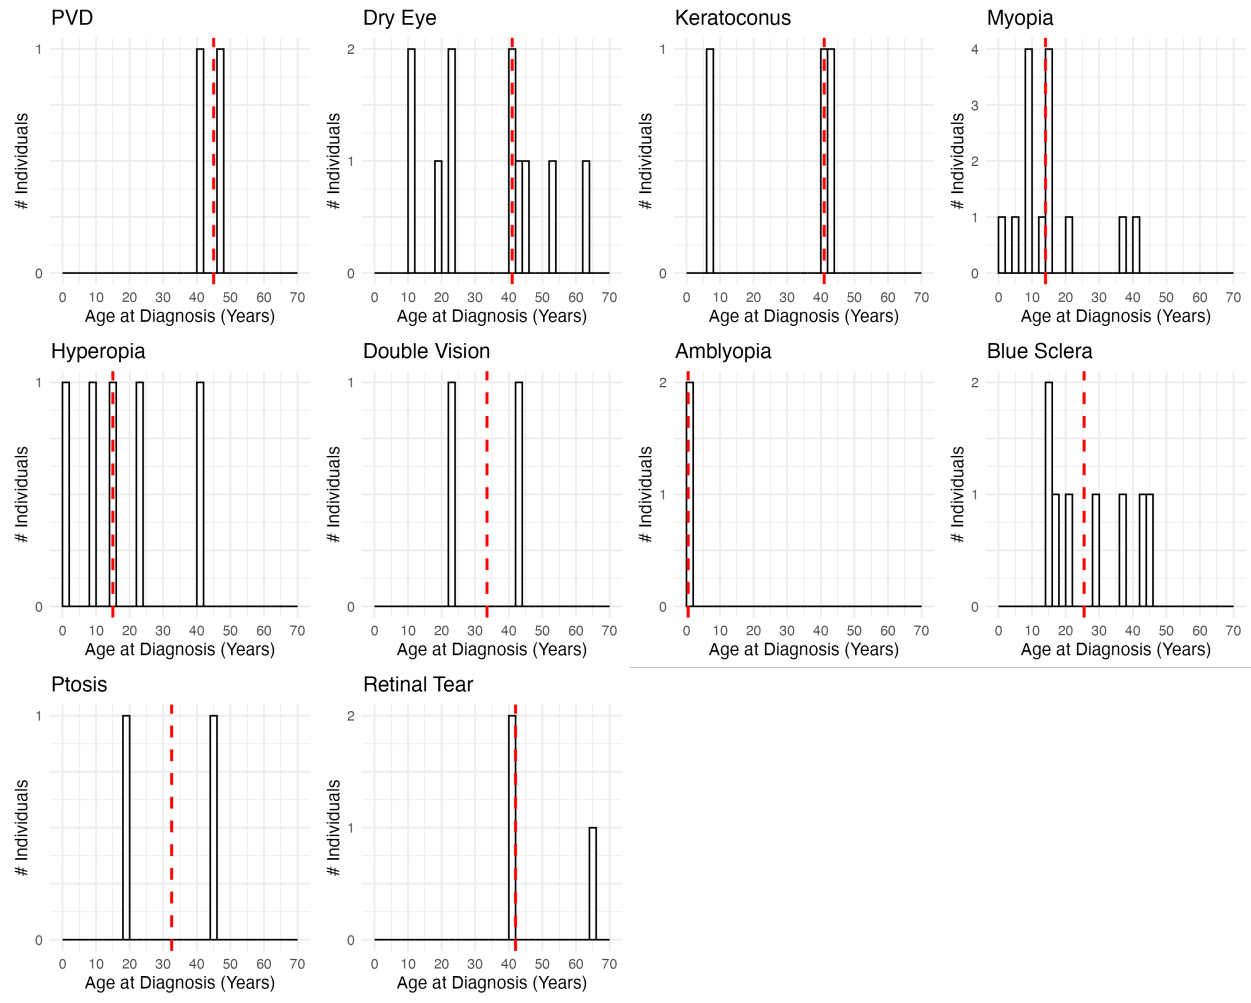 PVD
# Individuals
1
0
0 10 20 30 40 50 60 70
Age at Diagnosis (Years)
Dry Eye
# Individuals
2
1
0
0 10 20 30 40 50 60 70
Age at Diagnosis (Years)
Keratoconus
# Individuals
1
0
0 10 20 30 40 50 60 70
Age at Diagnosis (Years)
Myopia
# Individuals
4
3
2
1
0
0 10 20 30 40 50 60 70
Age at Diagnosis (Years)
Hyperopia
# Individuals
1
0
0 10 20 30 40 50 60 70
Age at Diagnosis (Years)
Double Vision
# Individuals
1
0
0 10 20 30 40 50 60 70
Age at Diagnosis (Years)
Amblyopia
# Individuals
2
1
0
0 10 20 30 40 50 60 70
Age at Diagnosis (Years)
Blue Sclera
# Individuals
2
1
0
0 10 20 30 40 50 60 70
Age at Diagnosis (Years)
Ptosis
# Individuals
1
0
0 10 20 30 40 50 60 70
Age at Diagnosis (Years)
Retinal Tear
# Individuals
2
1
0
0 10 20 30 40 50 60 70
Age at Diagnosis (Years)